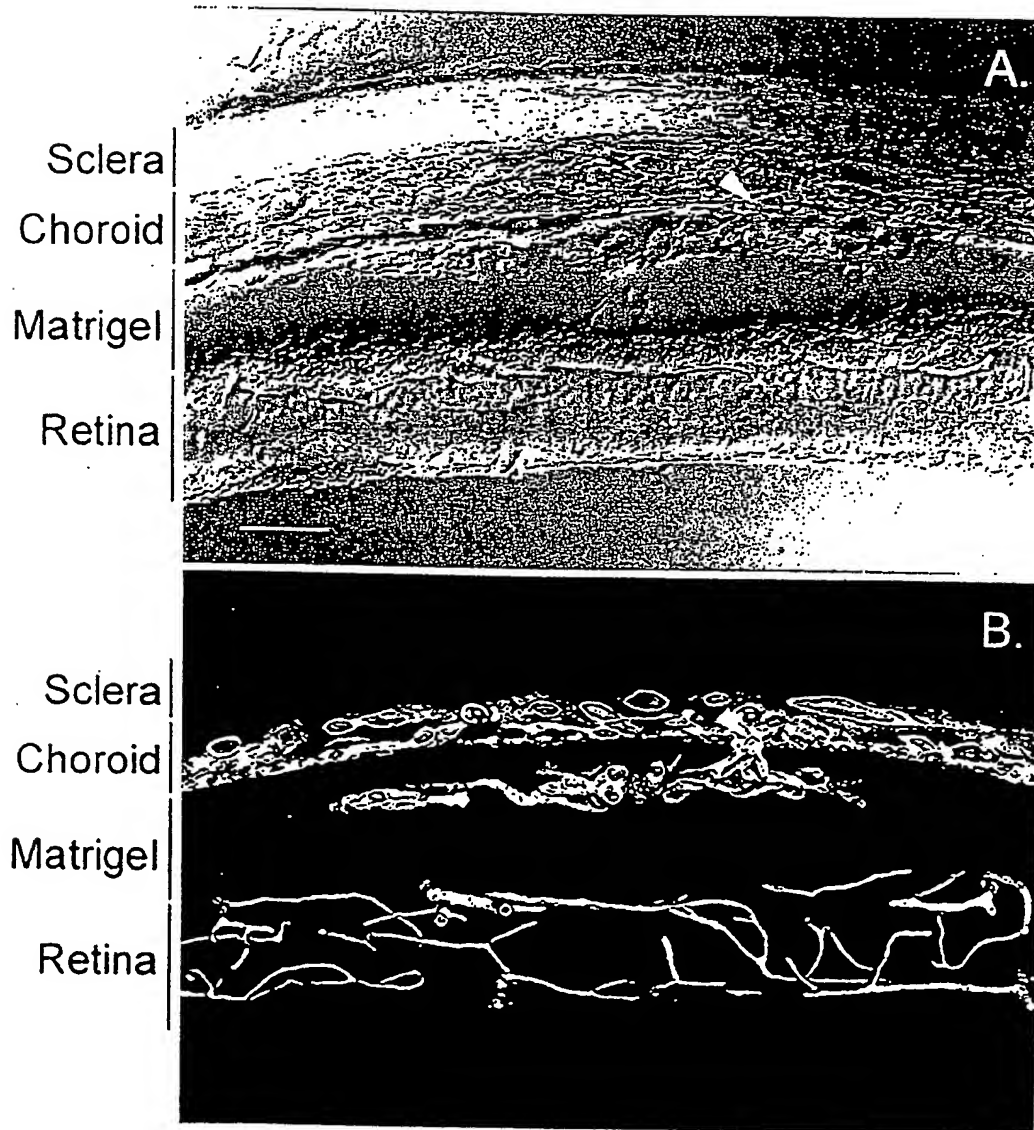 A.
Sclera
Choroid
Matrigel
Retina
B.
Sclera
Choroid
Matrigel
Retina